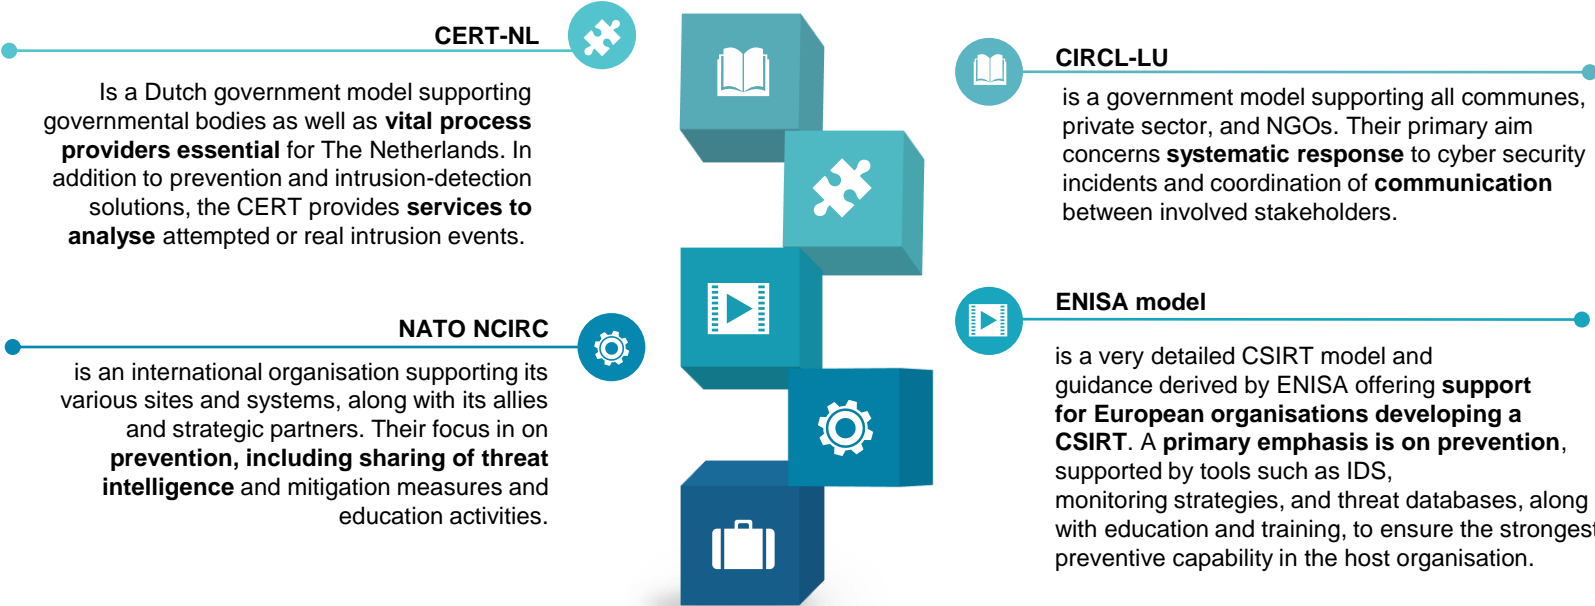 CERT-NL
Is a Dutch government model supporting
governmental bodies as well as vital process
providers essential for The Netherlands. In
addition to prevention and intrusion-detection
solutions, the CERT provides services to
analyse attempted or real intrusion events.
NATO NCIRC
is an international organisation supporting its
various sites and systems, along with its allies
and strategic partners. Their focus in on
prevention, including sharing of threat
intelligence and mitigation measures and
education activities.
CIRCL-LU
is a government model supporting all communes,
private sector, and NGOs. Their primary aim
concerns systematic response to cyber security
incidents and coordination of communication
between involved stakeholders.
ENISA model
is a very detailed CSIRT model and
guidance derived by ENISA offering support
for European organisations developing a
CSIRT. A primary emphasis is on prevention,
supported by tools such as IDS,
monitoring strategies, and threat databases, along
with education and training, to ensure the strongest
preventive capability in the host organisation.